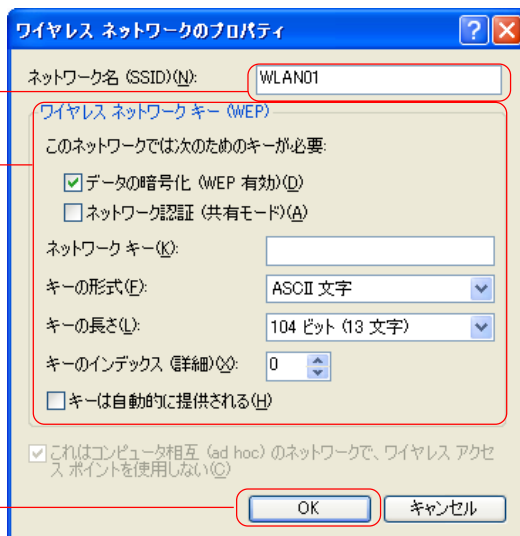 ワイヤレス ネットワークのプロパティ
ネットワーク名 (SSID)(N): WLAN01
ワイヤレス ネットワーク キー (WEP)
このネットワークでは次のためのキーが必要:
データの暗号化 (WEP 有効)(D)
ネットワーク認証 (共有モード)(A)
ネットワーク キー(K):
キーの形式(F): ASCII 文字
キーの長さ(L): 104 ビット (13 文字)
キーのインデックス (詳細)(X): 0
キーは自動的に提供される(H)
これはコンピュータ相互 (ad hoc) のネットワークで、ワイヤレス アクセ
ス ポイントを使用しない(C)
OK キャンセル